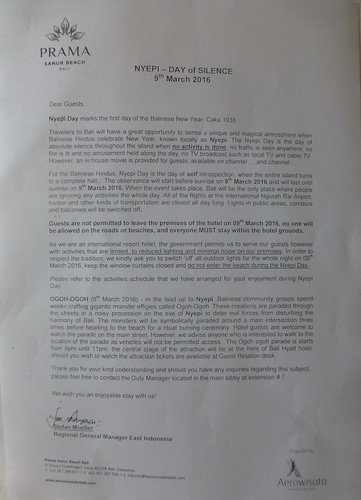 PRAMA
SANUR BEACH
BALI
NYEPI – DAY of SILENCE
9th March 2016
Dear Guests,
Nyepi Day marks the first day of the Balinese New Year, Caka 1938.
Travelers to Bali will have a great opportunity to sense a unique and magical atmosphere when
Balinese Hindus celebrate New Year, known locally as Nyepi. The Nyepi Day is the day of
absolute silence throughout the island when no activity is done, no traffic is seen anywhere, no
fire is lit and no amusement held along the day, no TV broadcast such as local TV and cable TV.
However, an in house movie is provided for guests, available on channel and channel
For the Balinese Hindus, Nyepi Day is the day of self introspection, when the entire island turns
to a complete halt. The observation will start before sunrise on 8th March 2016 and will last until
sunrise on 9th March 2016. When the event takes place, Bali will be the only place where people
are ignoring any activities the whole day. All of the flights at the International Ngurah Rai Airport,
harbor and other kinds of transportation are closed all day long. Lights in public areas, corridors
and balconies will be switched off.
Guests are not permitted to leave the premises of the hotel on 09th March 2016, no one will
be allowed on the roads or beaches, and everyone MUST stay within the hotel grounds.
As we are an international resort hotel, the government permits us to serve our guests however
with activities that are limited, to reduced lighting and minimal noise on our premises. In order to
respect the tradition, we kindly ask you to switch 'off' all outdoor lights for the whole night on 09th
March 2016, keep the window curtains closed and do not enter the beach during the Nyepi Day.
Please refer to the activities schedule that we have arranged for your enjoyment during Nyepi
Day.
OGOH-OGOH (8th March 2016) - in the lead up to Nyepi, Balinese community groups spend
weeks crafting gigantic monster effigies called Ogoh-Ogoh. These creations are paraded through
the streets in a noisy procession on the eve of Nyepi to deter evil forces from disturbing the
harmony of Bali. The monsters will be symbolically paraded around a main intersection three
times before heading to the beach for a ritual burning ceremony. Hotel guests are welcome to
watch the parade on the main street. However, we advise anyone who is interested to walk to the
location of the parade as vehicles will not be permitted access. The Ogoh ogoh parade is starts
from 6pm until 11pm, the central stage of the attraction will be at the front of Bali Hyatt hotel,
should you wish to watch the attraction tickets are available at Guest Relation desk.
Thank you for your kind understanding and should you have any inquiries regarding this subject,
please feel free to contact the Duty Manager located in the main lobby at extension # 7
We wish you an enjoyable stay with us!
Mueller
Regional General Manager East Indonesia
Prama Sanur Beach Bali
Aerowisata